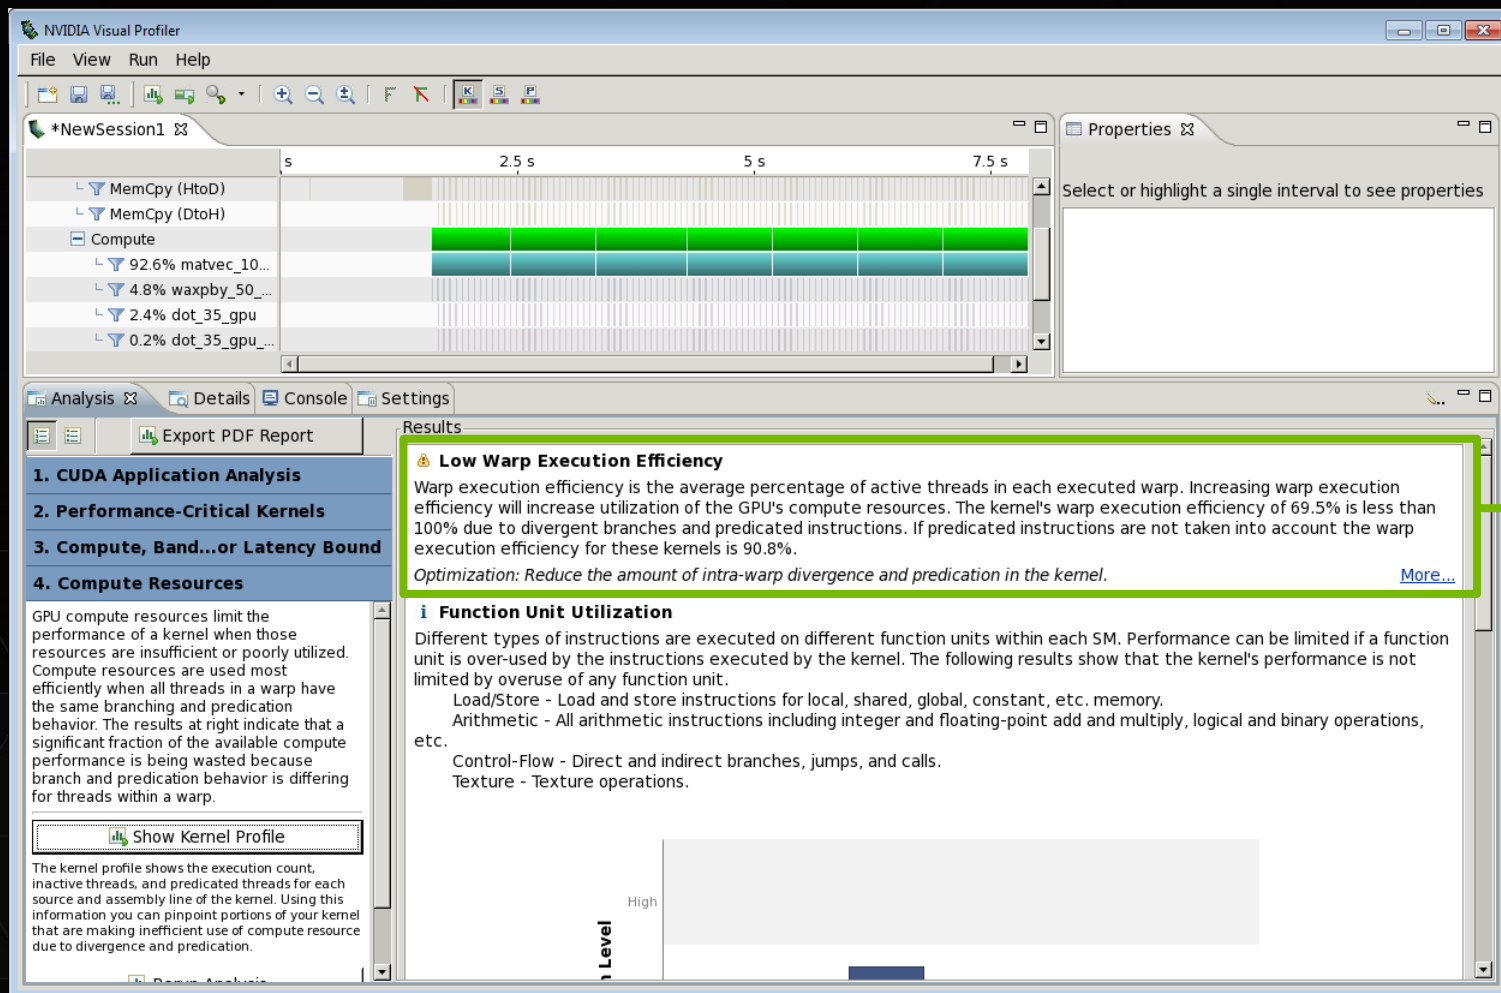 NVIDIA Visual Profiler
File View Run Help
K S P
*NewSession1
Properties
s 2.5 s 5 s 7.5 s
MemCpy (HtoD)
MemCpy (DtoH)
Compute
92.6% matvec_10...
4.8% waxpby_50_...
2.4% dot_35_gpu
0.2% dot_35_gpu_...
Select or highlight a single interval to see properties
Analysis Details Console Settings
Export PDF Report
1. CUDA Application Analysis
2. Performance-Critical Kernels
3. Compute, Band...or Latency Bound
4. Compute Resources
GPU compute resources limit the
performance of a kernel when those
resources are insufficient or poorly utilized.
Compute resources are used most
efficiently when all threads in a warp have
the same branching and predication
behavior. The results at right indicate that a
significant fraction of the available compute
performance is being wasted because
branch and predication behavior is differing
for threads within a warp.
Show Kernel Profile
The kernel profile shows the execution count,
inactive threads, and predicated threads for each
source and assembly line of the kernel. Using this
information you can pinpoint portions of your kernel
that are making inefficient use of compute resource
due to divergence and predication.
Rerun Analysis
Results
Low Warp Execution Efficiency
Warp execution efficiency is the average percentage of active threads in each executed warp. Increasing warp execution
efficiency will increase utilization of the GPU's compute resources. The kernel's warp execution efficiency of 69.5% is less than
100% due to divergent branches and predicated instructions. If predicated instructions are not taken into account the warp
execution efficiency for these kernels is 90.8%.
Optimization: Reduce the amount of intra-warp divergence and predication in the kernel. More...
Function Unit Utilization
Different types of instructions are executed on different function units within each SM. Performance can be limited if a function
unit is over-used by the instructions executed by the kernel. The following results show that the kernel's performance is not
limited by overuse of any function unit.
Load/Store - Load and store instructions for local, shared, global, constant, etc. memory.
Arithmetic - All arithmetic instructions including integer and floating-point add and multiply, logical and binary operations,
etc.
Control-Flow - Direct and indirect branches, jumps, and calls.
Texture - Texture operations.
High
Level